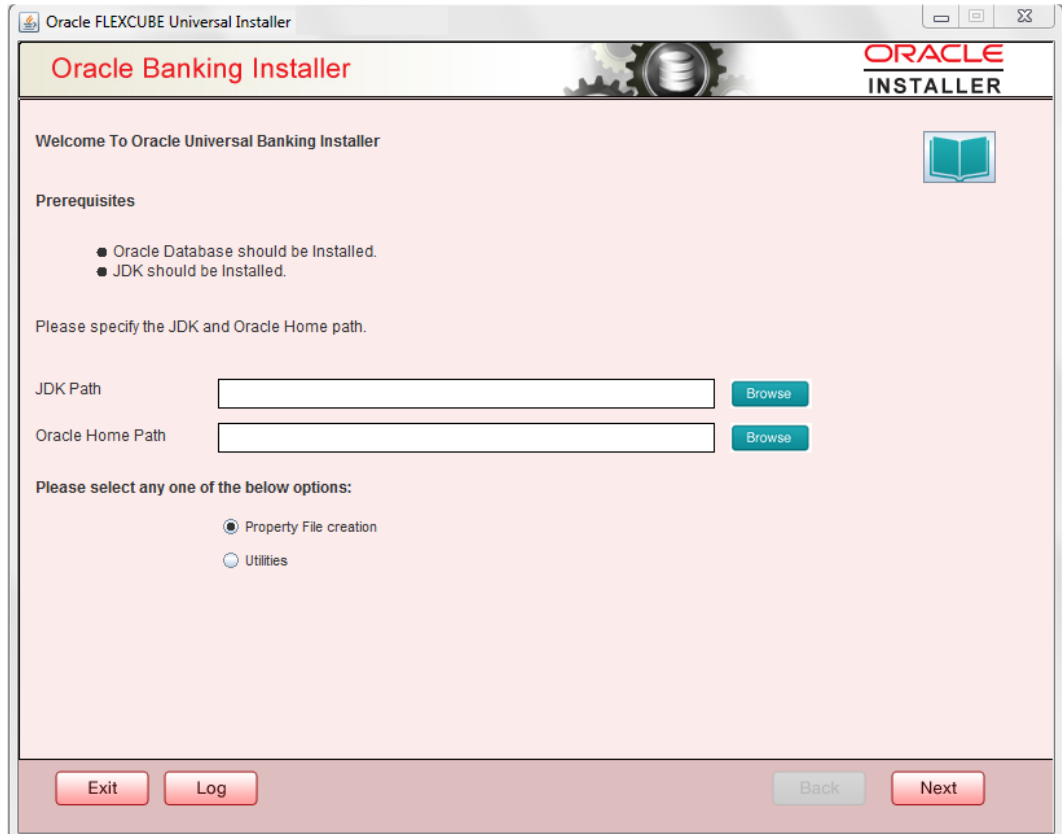 Oracle FLEXCUBE Universal Installer
Oracle Banking Installer
ORACLE
INSTALLER
Welcome To Oracle Universal Banking Installer
Prerequisites
Oracle Database should be Installed.
JDK should be Installed.
Please specify the JDK and Oracle Home path.
JDK Path
Browse
Oracle Home Path
Browse
Please select any one of the below options:
Property File creation
Utilities
Exit
Log
Back
Next